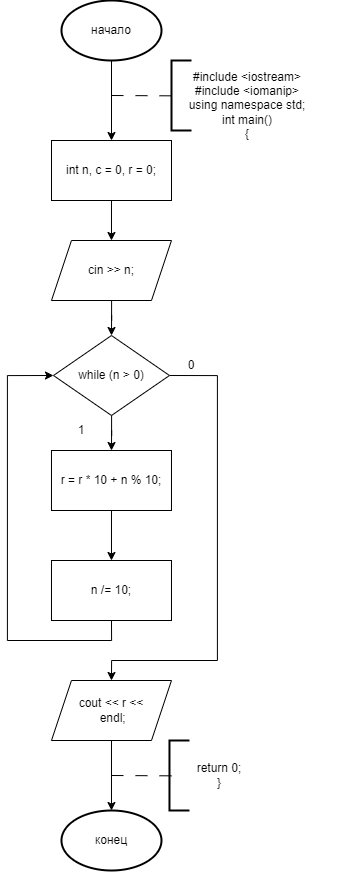 начало
#include <iostream>
#include <iomanip>
using namespace std;
int main()
{
int n, c = 0, r = 0;
cin >> n;
while (n > 0)
0
1
r = r * 10 + n % 10;
n /= 10;
cout << r <<
endl;
return 0;
}
конец